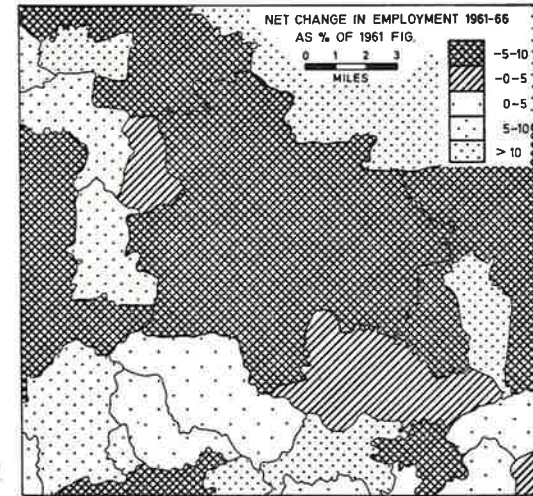 NET CHANGE IN EMPLOYMENT 1961-66
AS % OF 1961 FIG.
0 1 2 3
MILES
-5-10
-0-5
0-5
5-10
>10